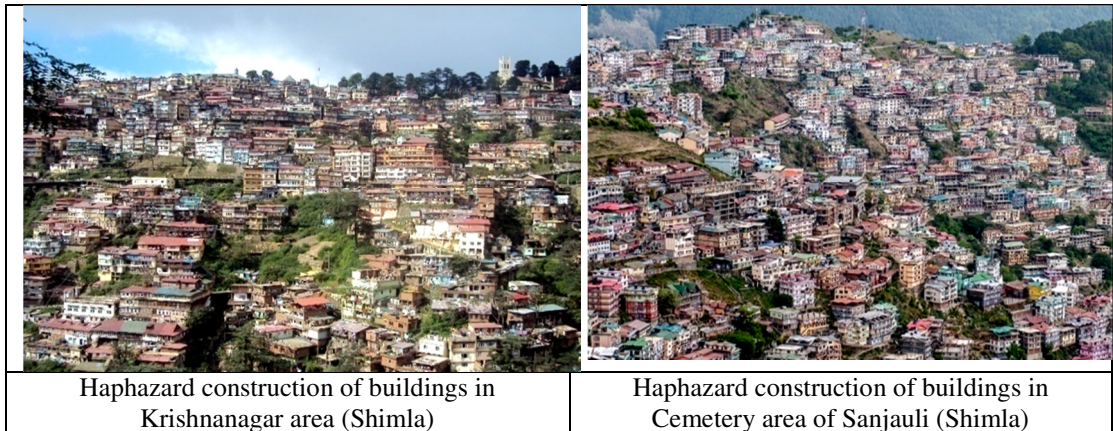 Haphazard construction of buildings in
Krishnanagar area (Shimla)
Haphazard construction of buildings in
Cemetery area of Sanjauli (Shimla)